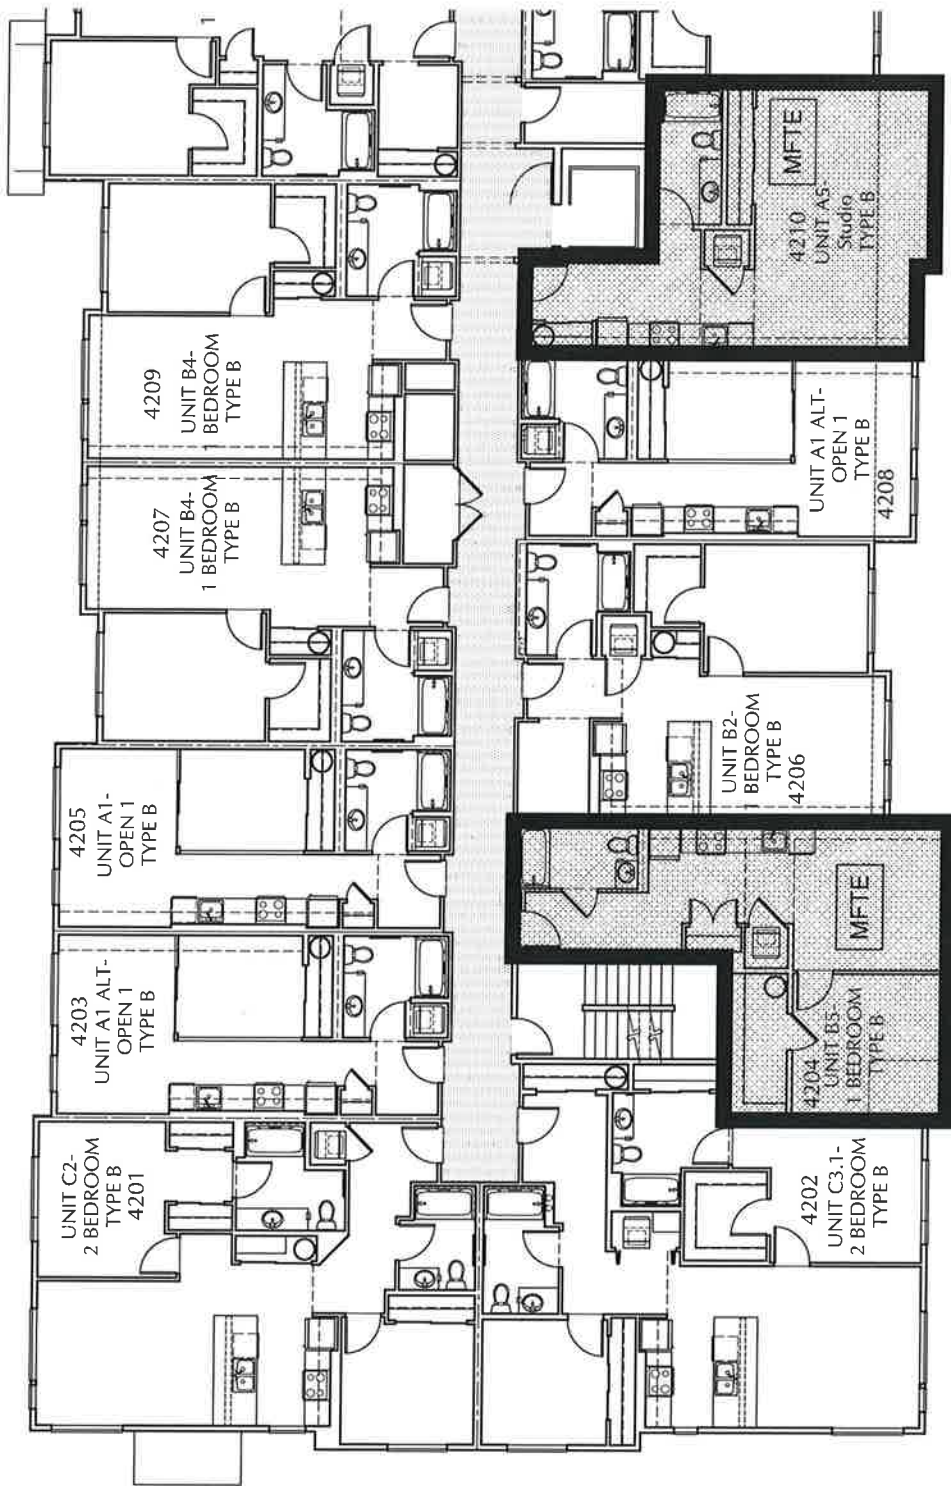 1
4209
UNIT B4-
1 BEDROOM
TYPE B
4207
UNIT B4-
1 BEDROOM
TYPE B
4205
UNIT A1-
OPEN 1
TYPE B
4203
UNIT A1 ALT-
OPEN 1
TYPE B
UNIT C2-
2 BEDROOM
TYPE B
4201
MFTE
4210
UNIT A5-
Studio
TYPE B
UNIT A1 ALT-
OPEN 1
TYPE B
4208
UNIT B2-
1 BEDROOM
TYPE B
4206
MFTE
4204
UNIT B5-
1 BEDROOM
TYPE B
4202
UNIT C3.1-
2 BEDROOM
TYPE B